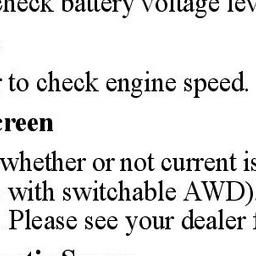 check battery voltage lev
r to check engine speed.
creen
whether or not current is
with switchable AWD).
Please see your dealer f